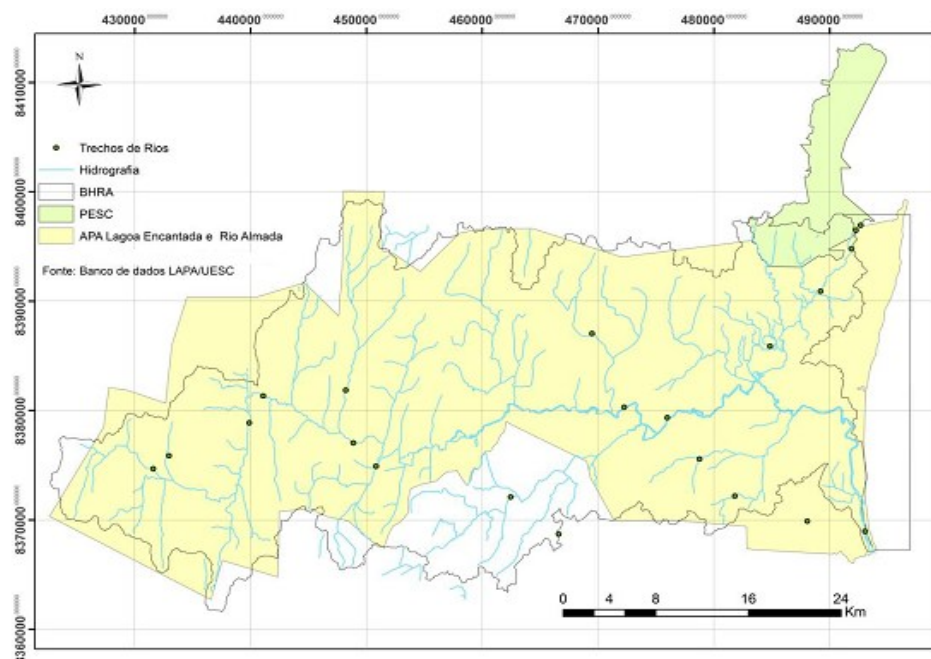 430000 440000 450000 460000 470000 480000 490000
N
8410000
8400000
8390000
8380000
8370000
8360000
Trechos de Rios
Hidrografia
BHRA
PESC
APA Lagoa Encantada e Rio Almada
Fonte: Banco de dados LAPA/UESC
0 4 8 16 24
Km